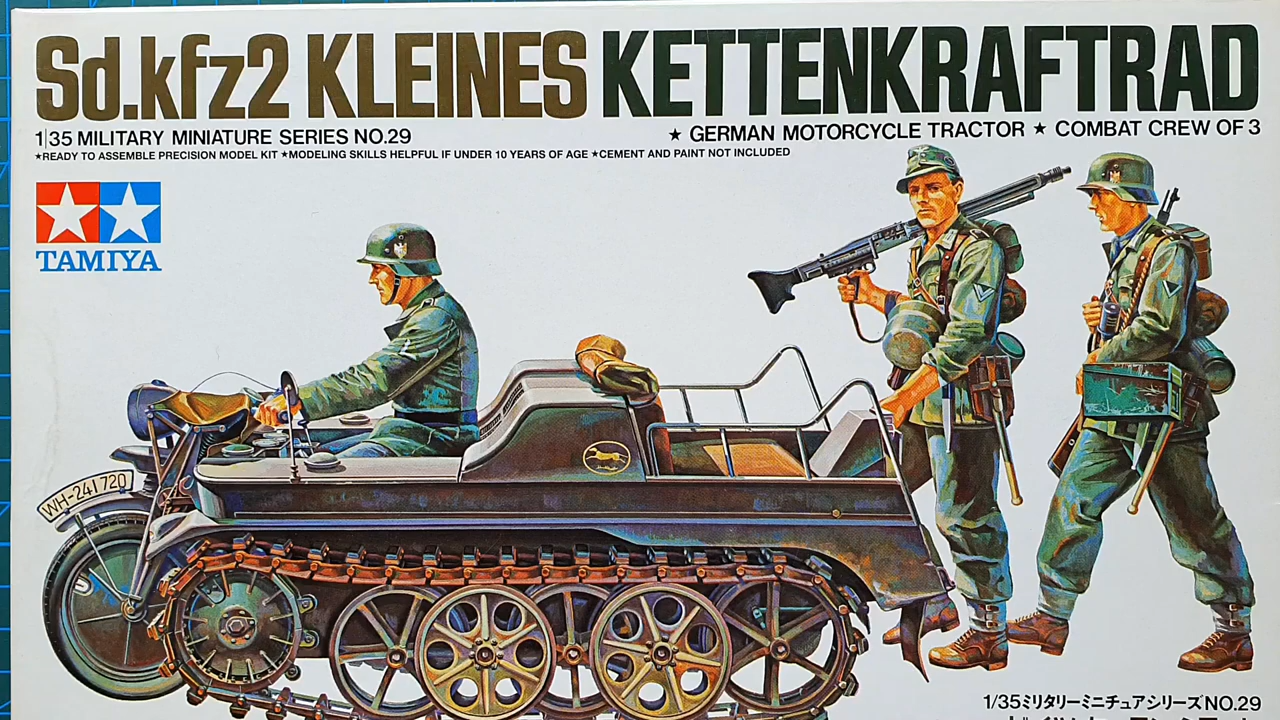 Sd.kfz2 KLEINES KETTENKRAFTRAD
1|35 MILITARY MINIATURE SERIES NO.29
★ GERMAN MOTORCYCLE TRACTOR ★ COMBAT CREW OF 3
★READY TO ASSEMBLE PRECISION MODEL KIT ★MODELING SKILLS HELPFUL IF UNDER 10 YEARS OF AGE ★CEMENT AND PAINT NOT INCLUDED
TAMIYA
WH-241720
1/35ミリタリーミニチュアシリーズNO.29